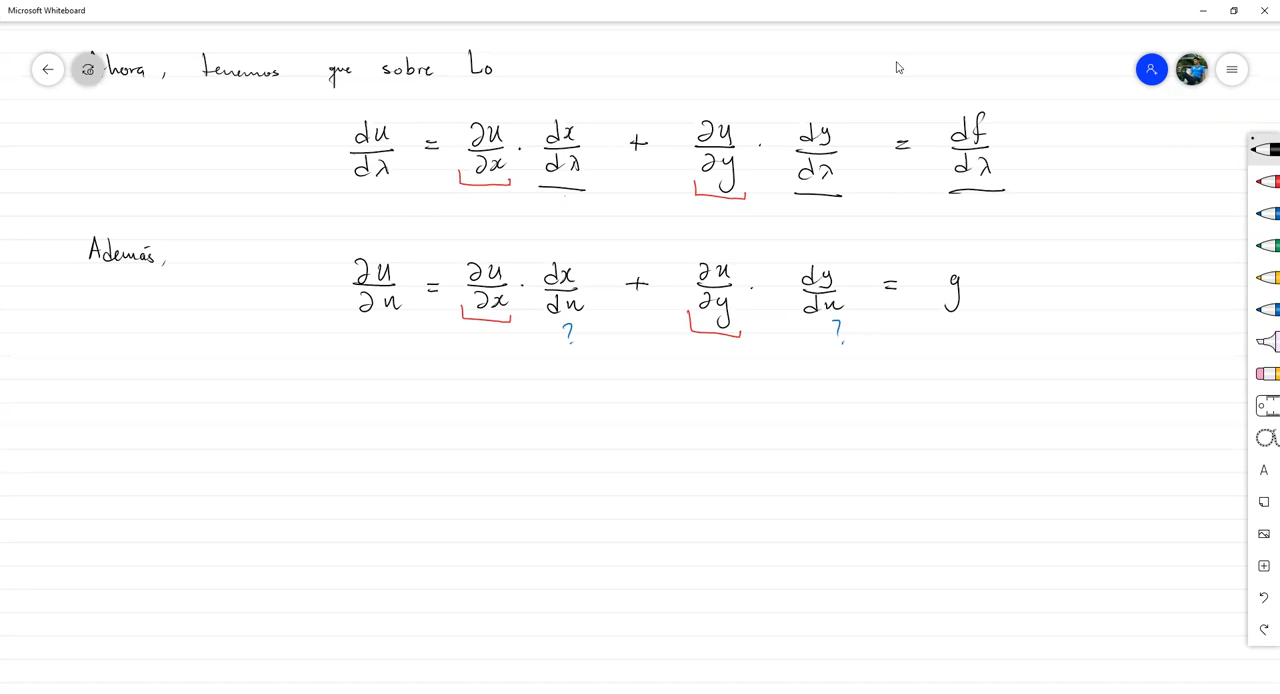 Microsoft Whiteboard
Ahora, tenemos que sobre Lo
du/dλ = ∂u/∂x · dx/dλ + ∂u/∂y · dy/dλ = df/dλ
Además,
∂u/∂n = ∂u/∂x · dx/dn + ∂u/∂y · dy/dn = g
? ?
A